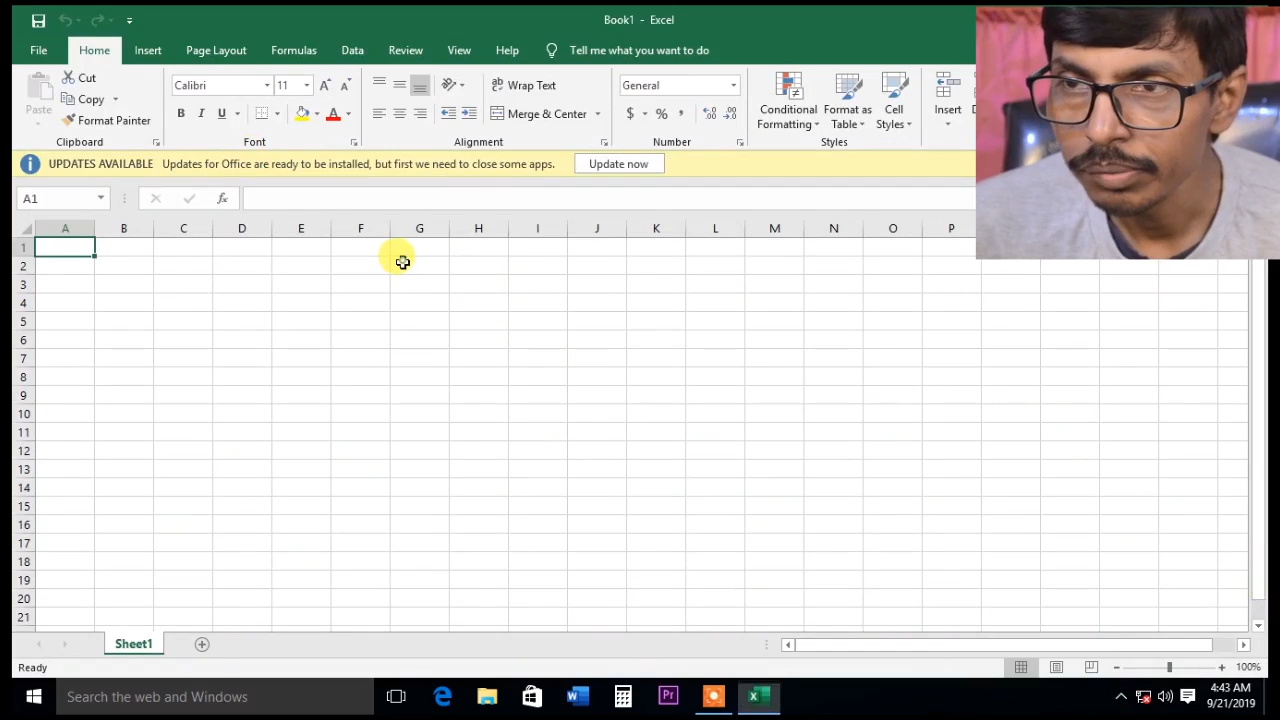 Book1 - Excel
File Home Insert Page Layout Formulas Data Review View Help Tell me what you want to do
Paste
Cut
Copy
Format Painter
Clipboard
Calibri 11 A A
B I U A
Font
Wrap Text
Merge & Center
Alignment
General
$ % ,
Number
Conditional Formatting
Format as Table
Cell Styles
Styles
Insert
UPDATES AVAILABLE Updates for Office are ready to be installed, but first we need to close some apps. Update now
A1 fx
A B C D E F G H I J K L M N O P
1
2
3
4
5
6
7
8
9
10
11
12
13
14
15
16
17
18
19
20
21
Sheet1
Ready 100%
Search the web and Windows
4:43 AM
9/21/2019